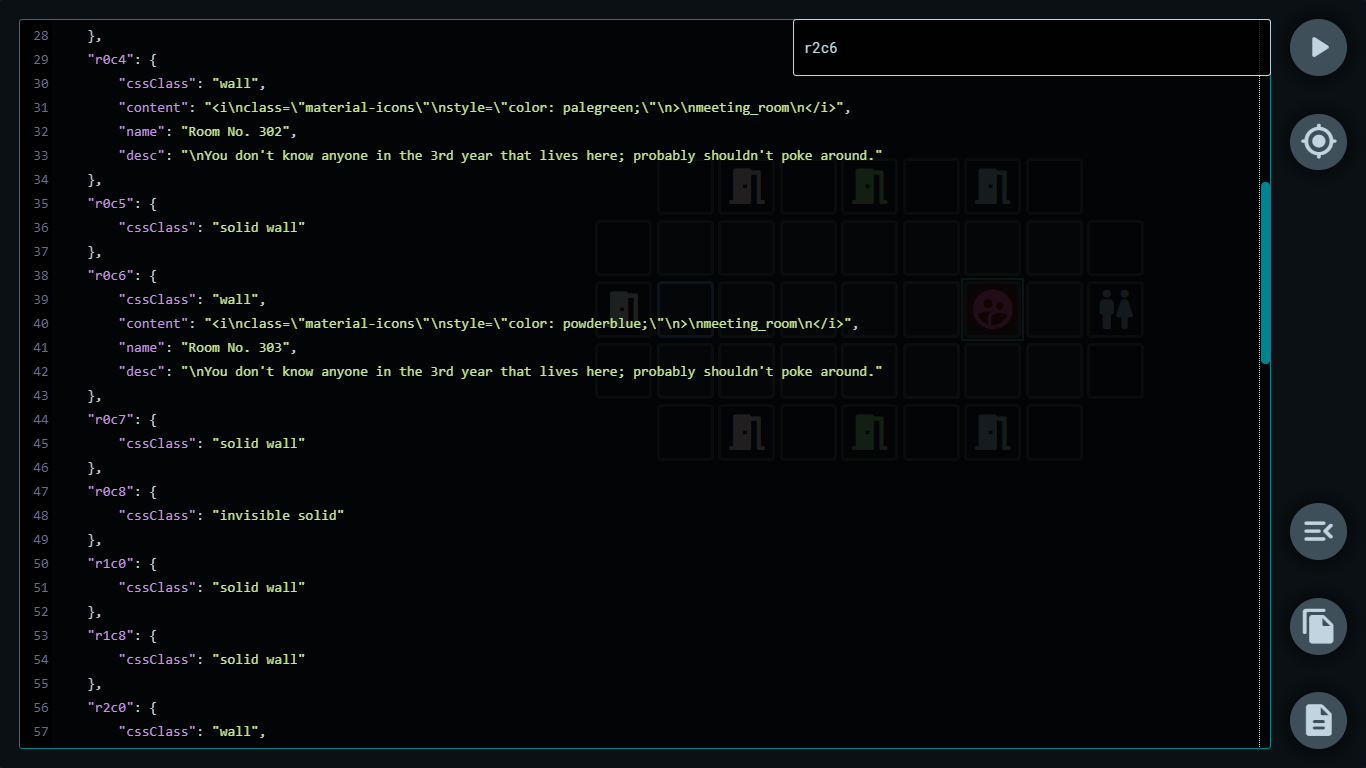 r2c6
28 },
29 "r0c4": {
30 "cssClass": "wall",
31 "content": "<i\nclass=\"material-icons\"\nstyle=\"color: palegreen;\"\n>\nmeeting_room\n</i>",
32 "name": "Room No. 302",
33 "desc": "\nYou don't know anyone in the 3rd year that lives here; probably shouldn't poke around."
34 },
35 "r0c5": {
36 "cssClass": "solid wall"
37 },
38 "r0c6": {
39 "cssClass": "wall",
40 "content": "<i\nclass=\"material-icons\"\nstyle=\"color: powderblue;\"\n>\nmeeting_room\n</i>",
41 "name": "Room No. 303",
42 "desc": "\nYou don't know anyone in the 3rd year that lives here; probably shouldn't poke around."
43 },
44 "r0c7": {
45 "cssClass": "solid wall"
46 },
47 "r0c8": {
48 "cssClass": "invisible solid"
49 },
50 "r1c0": {
51 "cssClass": "solid wall"
52 },
53 "r1c8": {
54 "cssClass": "solid wall"
55 },
56 "r2c0": {
57 "cssClass": "wall",